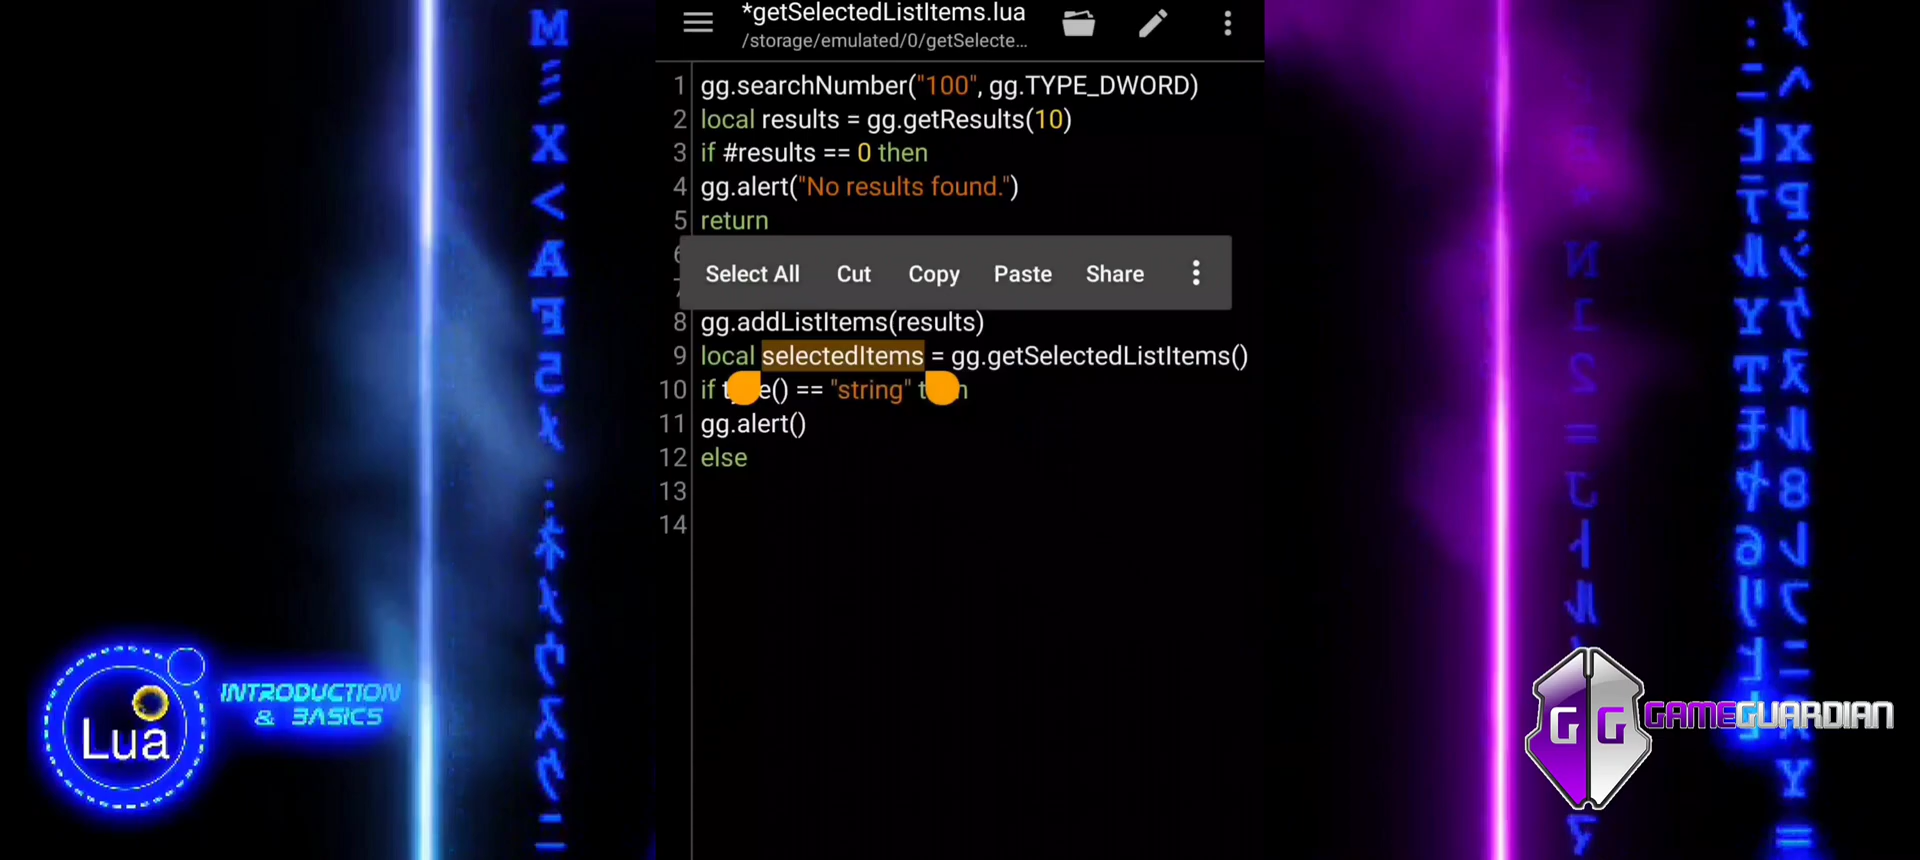 *getSelectedListItems.lua
/storage/emulated/0/getSelecte...
1 gg.searchNumber("100", gg.TYPE_DWORD)
2 local results = gg.getResults(10)
3 if #results == 0 then
4 gg.alert("No results found.")
5 return
Select All Cut Copy Paste Share
8 gg.addListItems(results)
9 local selectedItems = gg.getSelectedListItems()
10 if == "string"
11 gg.alert()
12 else
13
14
Lua
INTRODUCTION
& BASICS
GG
GAMEGUARDIAN